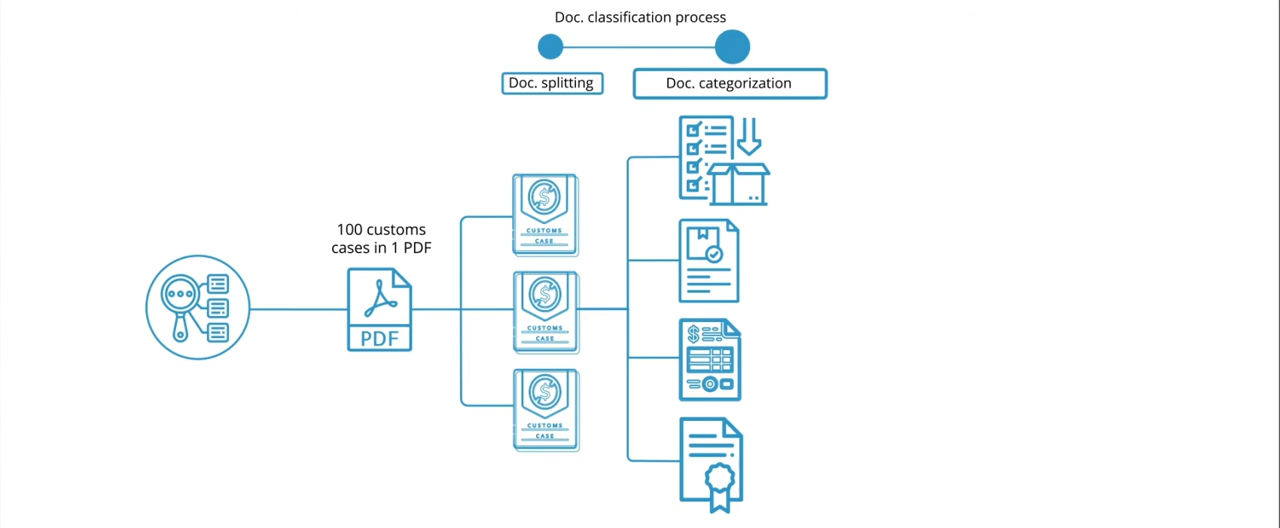 Doc. classification process
Doc. splitting
Doc. categorization
100 customs
cases in 1 PDF
PDF
CUSTOMS
CASE
CUSTOMS
CASE
CUSTOMS
CASE